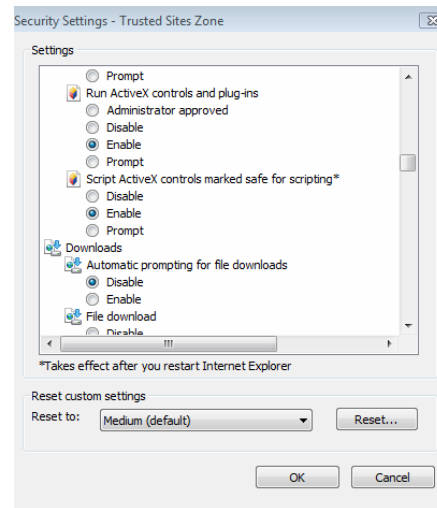 Security Settings - Trusted Sites Zone
Settings
Prompt
Run ActiveX controls and plug-ins
Administrator approved
Disable
Enable
Prompt
Script ActiveX controls marked safe for scripting*
Disable
Enable
Prompt
Downloads
Automatic prompting for file downloads
Disable
Enable
File download
Disable
*Takes effect after you restart Internet Explorer
Reset custom settings
Reset to: Medium (default) Reset...
OK Cancel